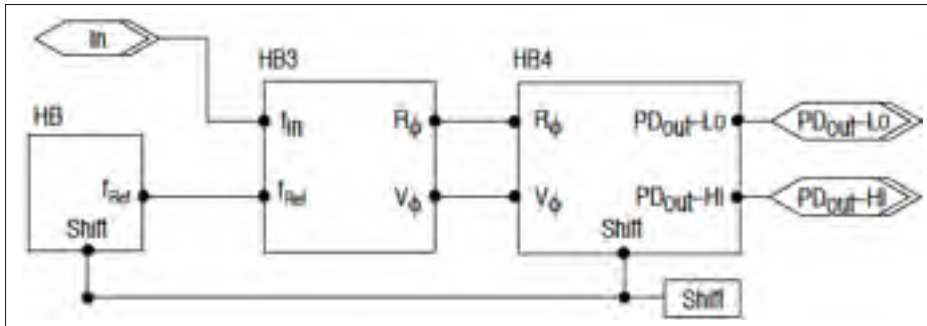 In
HB3
HB4
HB
fIn
Rϕ
Rϕ
PDout–Lo
PDout–Lo
fRef
fRef
Vϕ
Vϕ
PDout–HI
PDout–HI
Shift
Shift
Shift